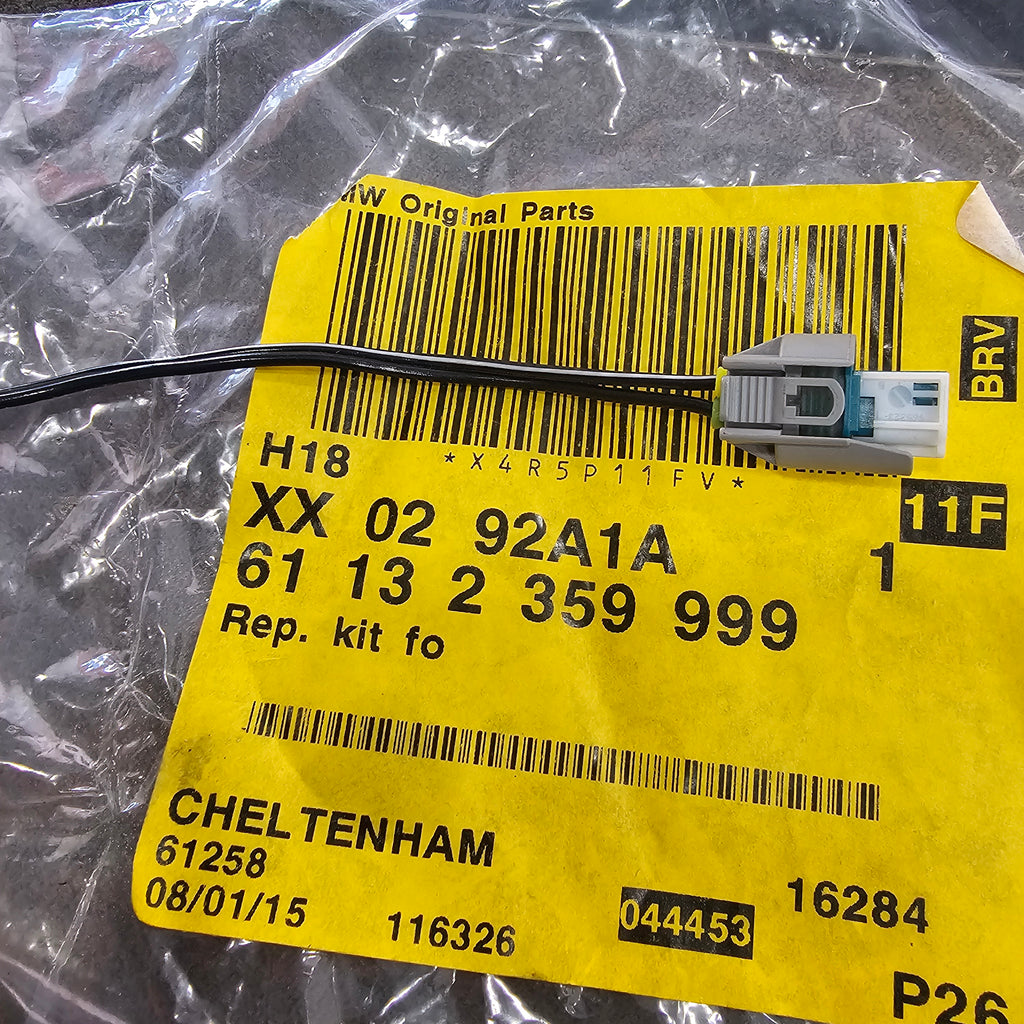 MW Original Parts
BRV
H18
*X4R5P11FV*
11F
XX 02 92A1A
1
61 13 2 359 999
Rep. kit fo
CHELTENHAM
61258
08/01/15
116326
044453
16284
P26